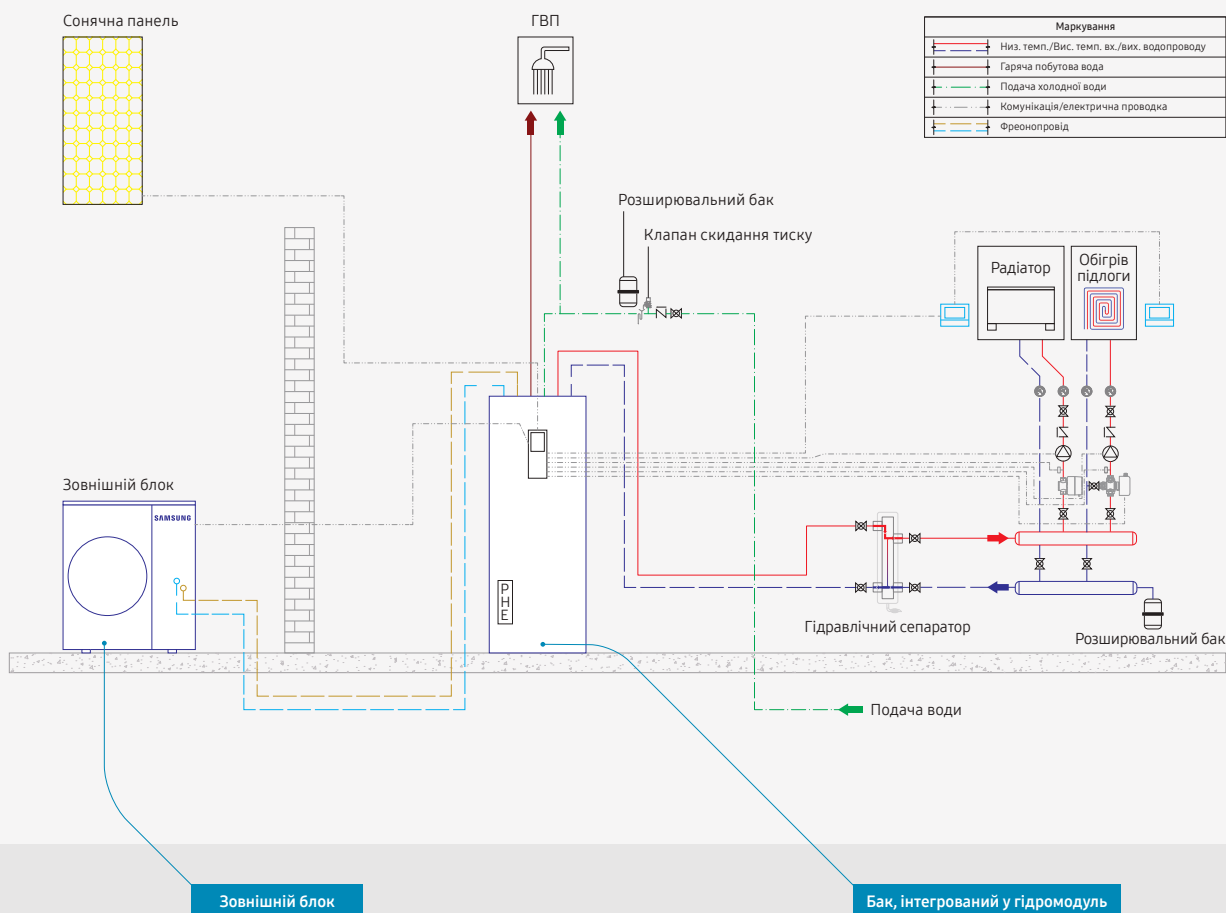 Сонячна панель
ГВП
Маркування
Низ. темп./Вис. темп. вх./вих. водопроводу
Гаряча побутова вода
Подача холодної води
Комунікація/електрична проводка
Фреонопровід
Розширювальний бак
Клапан скидання тиску
Радіатор
Обігрів
підлоги
Зовнішній блок
SAMSUNG
PHE
Гідравлічний сепаратор
Розширювальний бак
Подача води
Зовнішній блок
Бак, інтегрований у гідромодуль